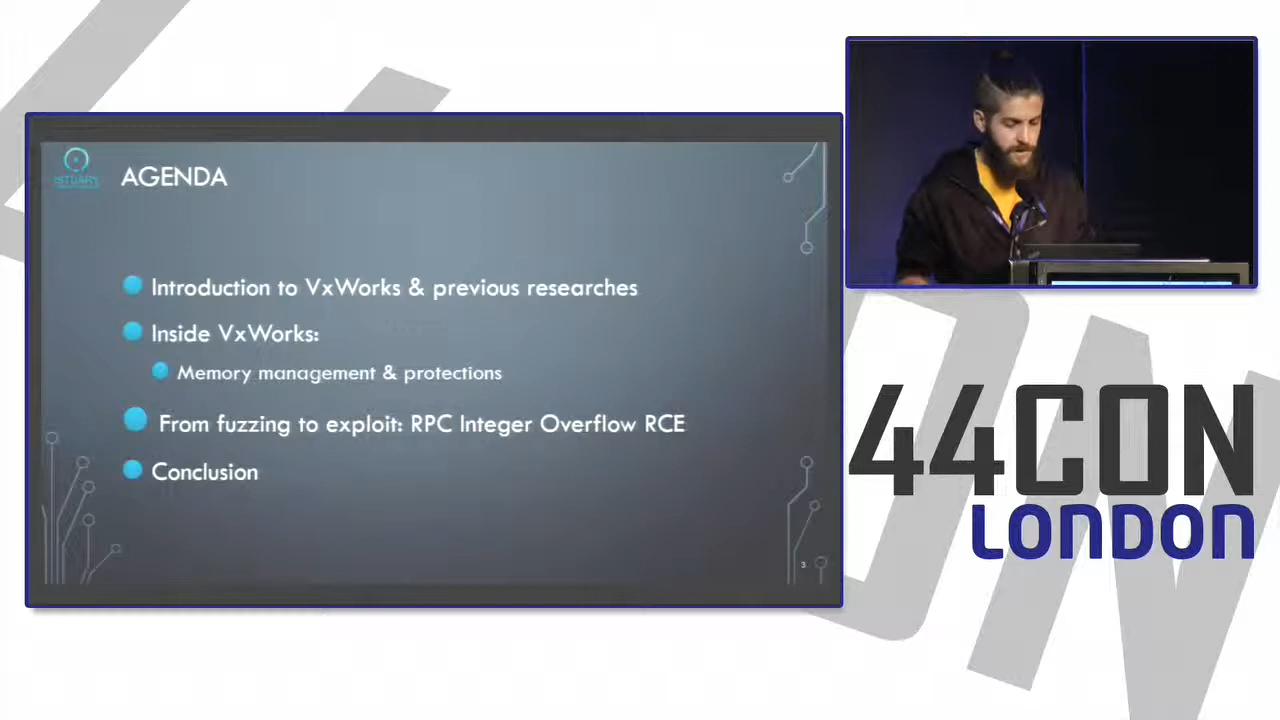 ISTUARY
AGENDA
Introduction to VxWorks & previous researches
Inside VxWorks:
Memory management & protections
From fuzzing to exploit: RPC Integer Overflow RCE
Conclusion
3
44CON
LONDON